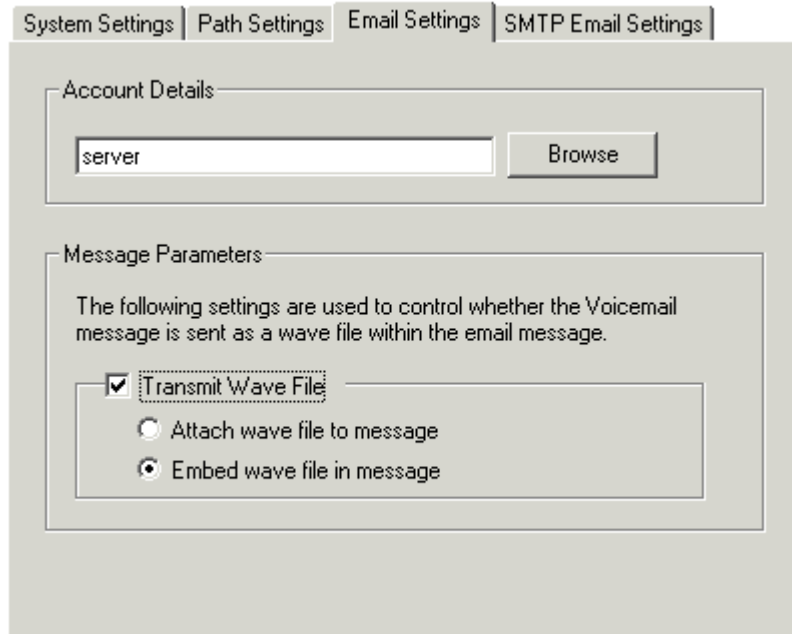 System Settings
Path Settings
Email Settings
SMTP Email Settings
Account Details
server
Browse
Message Parameters
The following settings are used to control whether the Voicemail
message is sent as a wave file within the email message.
Transmit Wave File
Attach wave file to message
Embed wave file in message